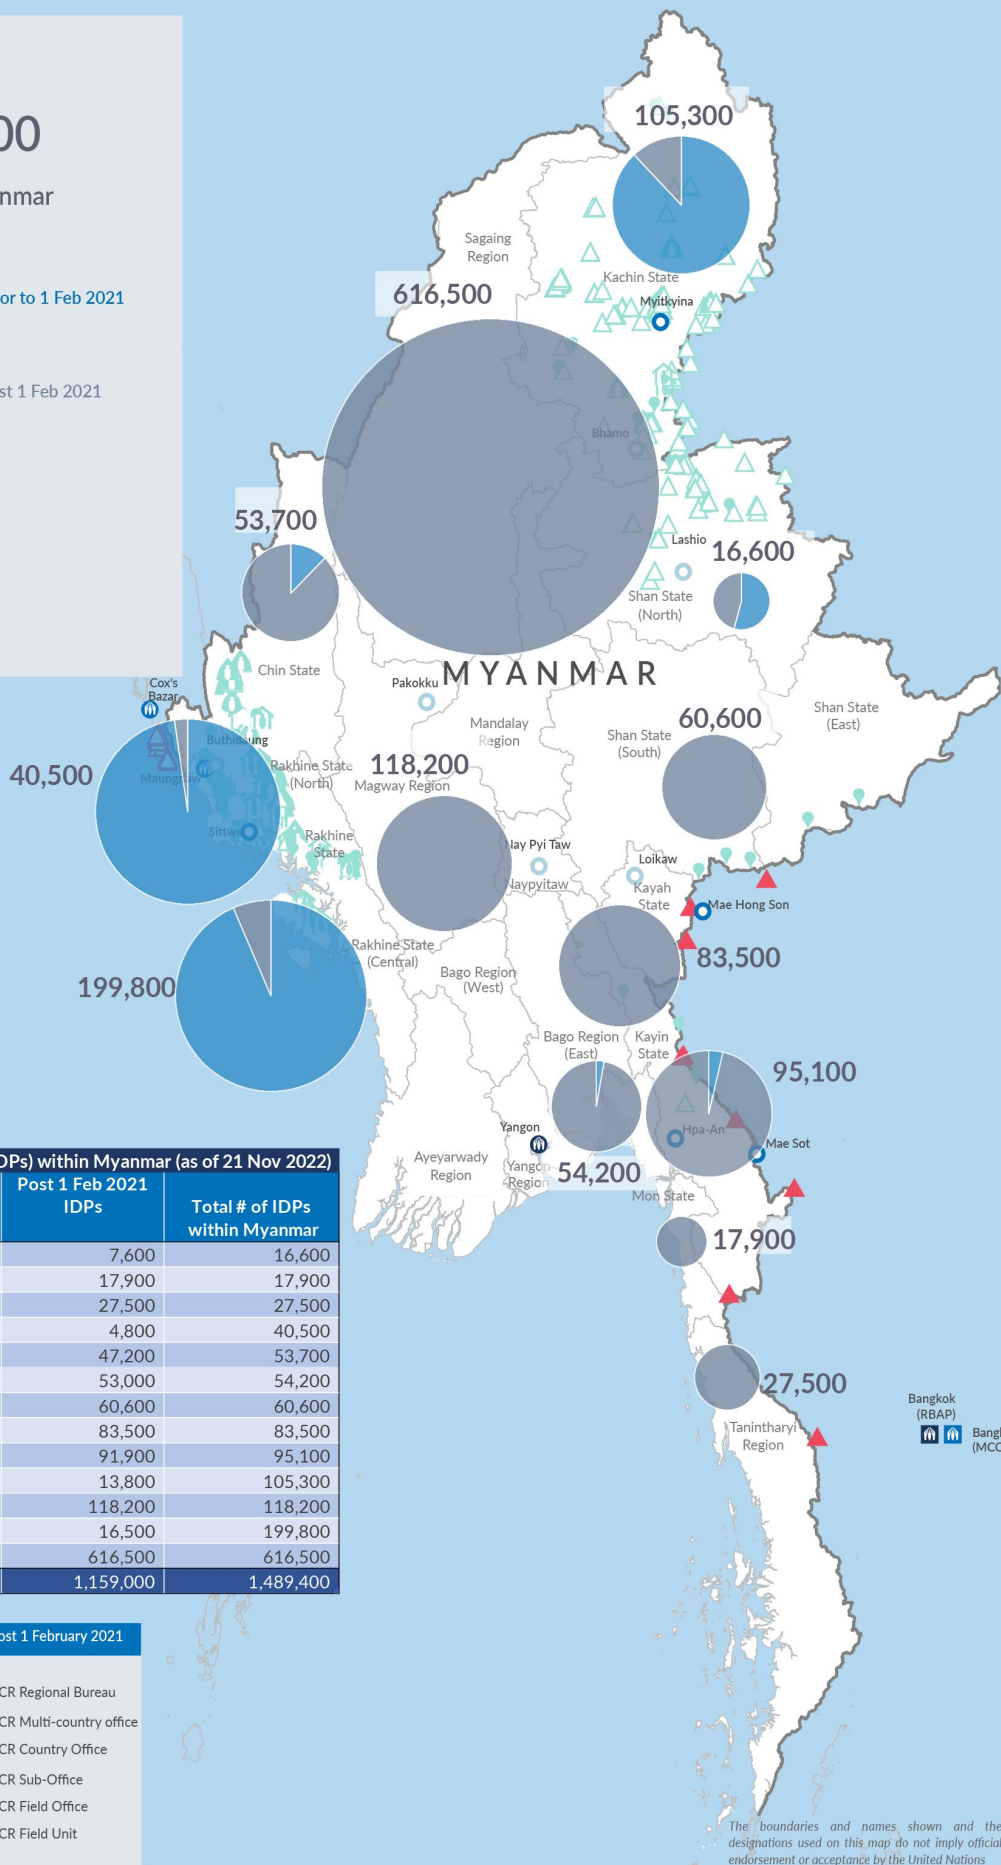 00
nmar
or to 1 Feb 2021
st 1 Feb 2021
105,300
Sagaing
Region
Kachin State
616,500
Myitkyina
Bhamo
53,700
Lashio
16,600
Shan State
(North)
Chin State
MYANMAR
Cox's
Bazar
Pakokku
Mandalay
Region
60,600
Shan State
(South)
Shan State
(East)
Buthidaung
40,500
Maungdaw
Rakhine State
(North)
118,200
Magway Region
Sittwe
Rakhine
State
Nay Pyi Taw
Naypyitaw
Loikaw
Kayah
State
Mae Hong Son
83,500
Rakhine State
(Central)
Bago Region
(West)
199,800
Bago Region
(East)
Kayin
State
95,100
Yangon
Hpa-An
Mae Sot
Ayeyarwady
Region
Yangon
Region
54,200
Mon State
17,900
27,500
Tanintharyi
Region
Bangkok
(RBAP)
Bangk
(MCO
DPs) within Myanmar (as of 21 Nov 2022)
Post 1 Feb 2021
IDPs
Total # of IDPs
within Myanmar
7,600 16,600
17,900 17,900
27,500 27,500
4,800 40,500
47,200 53,700
53,000 54,200
60,600 60,600
83,500 83,500
91,900 95,100
13,800 105,300
118,200 118,200
16,500 199,800
616,500 616,500
1,159,000 1,489,400
ost 1 February 2021
CR Regional Bureau
CR Multi-country office
CR Country Office
CR Sub-Office
CR Field Office
CR Field Unit
The boundaries and names shown and the
designations used on this map do not imply official
endorsement or acceptance by the United Nations